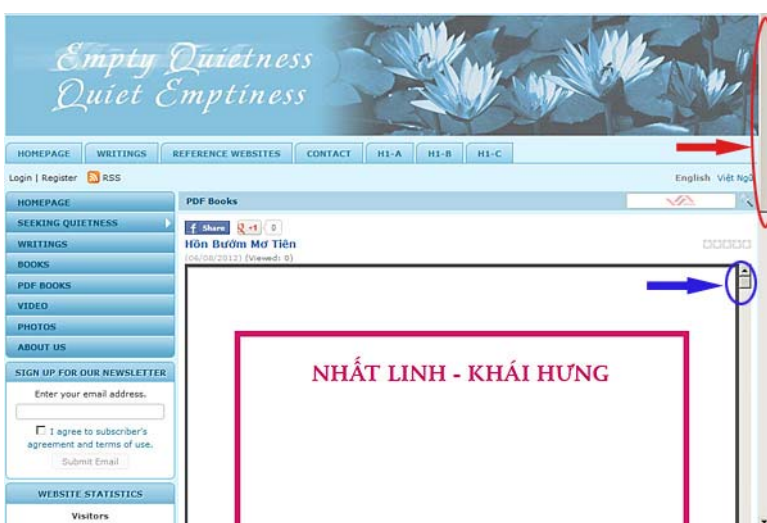 Empty Quietness
Quiet Emptiness
HOMEPAGE WRITINGS REFERENCE WEBSITES CONTACT H1-A H1-B H1-C
Login | Register RSS English Việt Ngữ
HOMEPAGE
SEEKING QUIETNESS
WRITINGS
BOOKS
PDF BOOKS
VIDEO
PHOTOS
ABOUT US
SIGN UP FOR OUR NEWSLETTER
Enter your email address.
I agree to subscriber's
agreement and terms of use.
Submit Email
WEBSITE STATISTICS
Visitors
PDF Books
f Share +1 0
Hồn Bướm Mơ Tiên
(06/08/2012) (Viewed: 0)
NHẤT LINH - KHÁI HƯNG